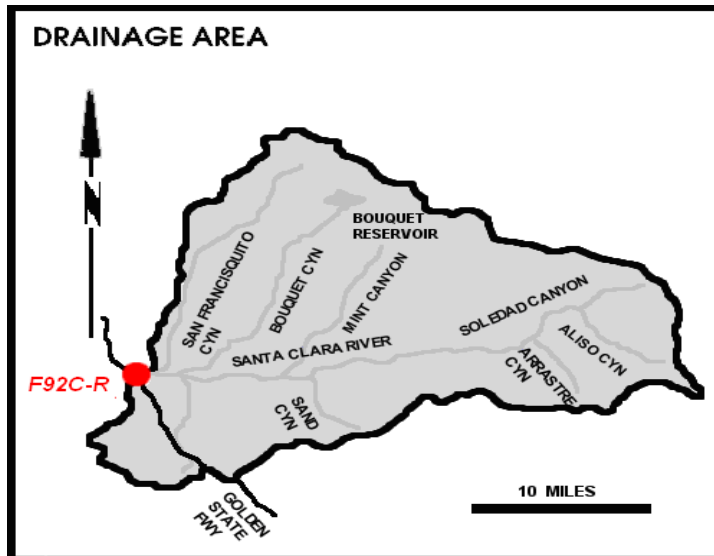 DRAINAGE AREA
N
BOUQUET
RESERVOIR
SAN FRANCISQUITO
CYN
BOUQUET CYN
MINT CANYON
SOLEDAD CANYON
SANTA CLARA RIVER
ALISO CYN
ARRASTRE
CYN
F92C-R
SAND
CYN
GOLDEN
STATE
FWY
10 MILES